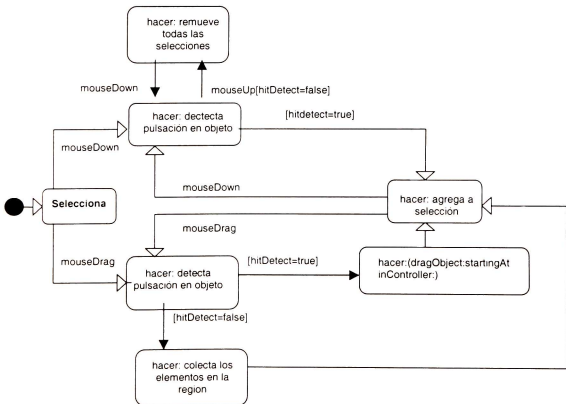 hacer: remueve
todas las
selecciones
mouseDown
mouseUp[hitDetect=false]
hacer: dectecta
pulsación en objeto
[hitdetect=true]
mouseDown
mouseDown
Selecciona
hacer: agrega a
selección
mouseDrag
mouseDrag
hacer: detecta
pulsación en objeto
[hitDetect=true]
hacer:(dragObject:startingAt
inController:)
[hitDetect=false]
hacer: colecta los
elementos en la
region